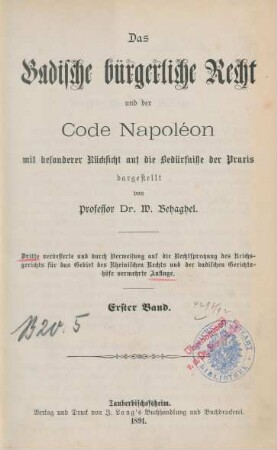 Das
Badische bürgerliche Recht
und der
Code Napoléon
mit besonderer Rücksicht auf die Bedürfnisse der Praxis
dargestellt
von
Professor Dr. W. Behaghel.
Dritte verbesserte und durch Verweisung auf die Rechtsprechung des Reichs-
gerichts für das Gebiet des Rheinischen Rechts und der badischen Gerichts-
höfe vermehrte Auflage.
Erster Band.
B20.5
BIBLIOTHEK
Tauberbischofsheim.
Verlag und Druck von J. Lang's Buchhandlung und Buchdruckerei.
1891.